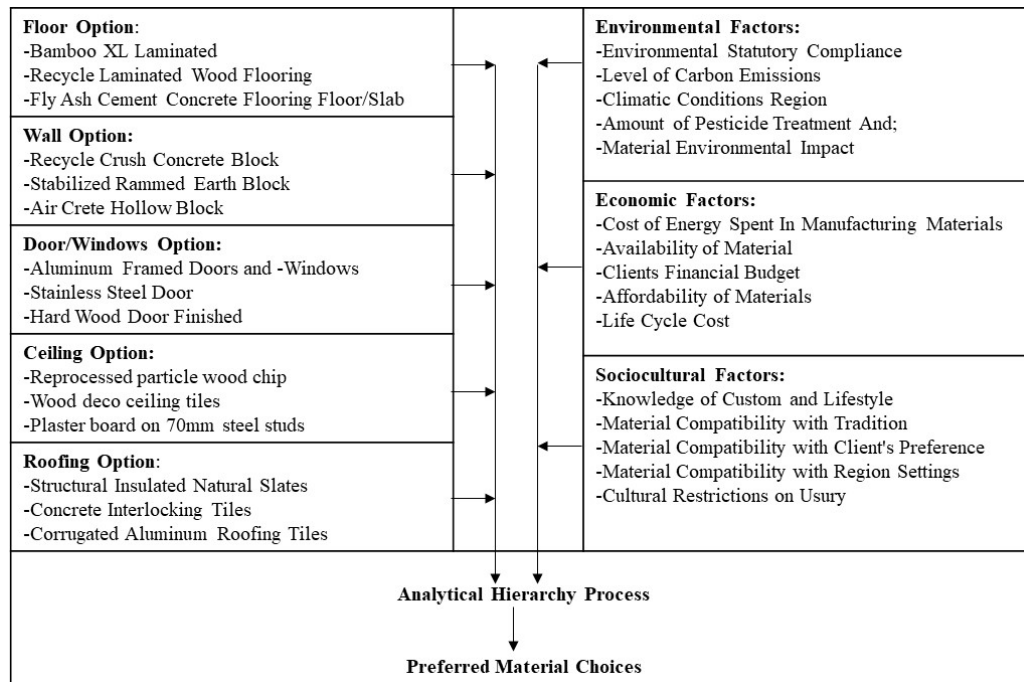 Floor Option:
-Bamboo XL Laminated
-Recycle Laminated Wood Flooring
-Fly Ash Cement Concrete Flooring Floor/Slab
Wall Option:
-Recycle Crush Concrete Block
-Stabilized Rammed Earth Block
-Air Crete Hollow Block
Door/Windows Option:
-Aluminum Framed Doors and -Windows
-Stainless Steel Door
-Hard Wood Door Finished
Ceiling Option:
-Reprocessed particle wood chip
-Wood deco ceiling tiles
-Plaster board on 70mm steel studs
Roofing Option:
-Structural Insulated Natural Slates
-Concrete Interlocking Tiles
-Corrugated Aluminum Roofing Tiles
Environmental Factors:
-Environmental Statutory Compliance
-Level of Carbon Emissions
-Climatic Conditions Region
-Amount of Pesticide Treatment And;
-Material Environmental Impact
Economic Factors:
-Cost of Energy Spent In Manufacturing Materials
-Availability of Material
-Clients Financial Budget
-Affordability of Materials
-Life Cycle Cost
Sociocultural Factors:
-Knowledge of Custom and Lifestyle
-Material Compatibility with Tradition
-Material Compatibility with Client's Preference
-Material Compatibility with Region Settings
-Cultural Restrictions on Usury
Analytical Hierarchy Process
Preferred Material Choices